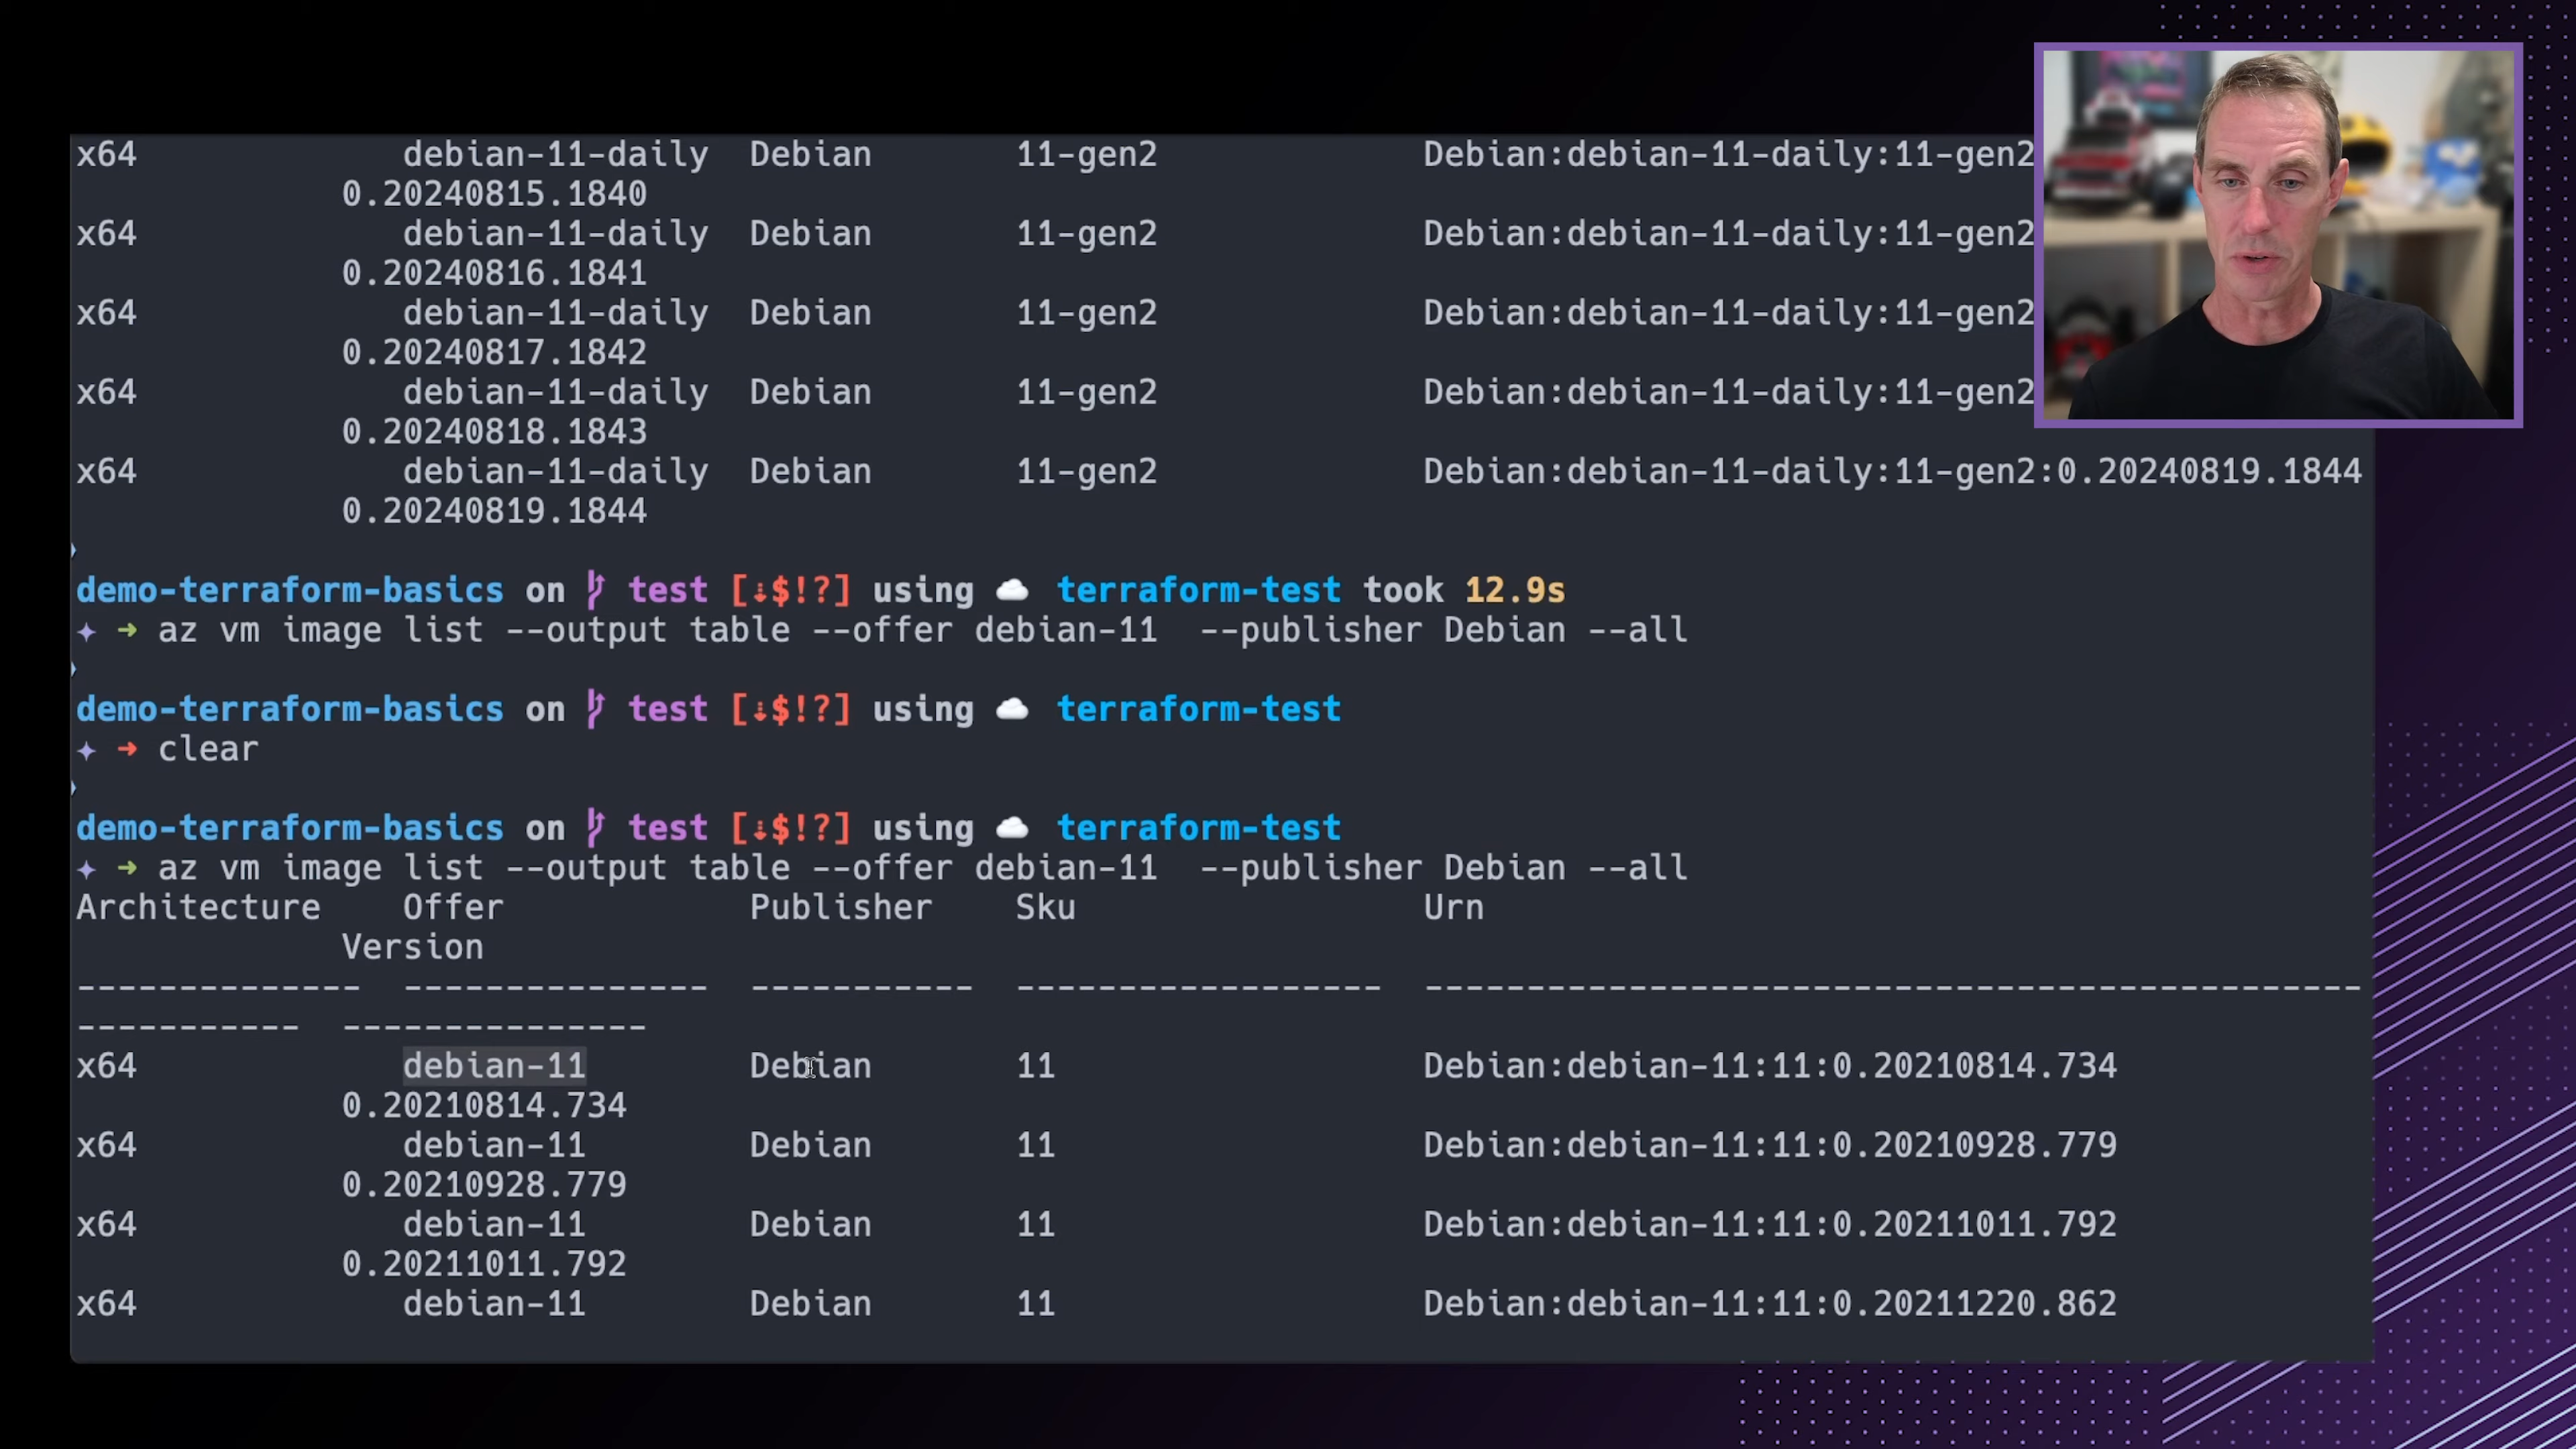 x64 debian-11-daily Debian 11-gen2 Debian:debian-11-daily:11-gen2
0.20240815.1840
x64 debian-11-daily Debian 11-gen2 Debian:debian-11-daily:11-gen2
0.20240816.1841
x64 debian-11-daily Debian 11-gen2 Debian:debian-11-daily:11-gen2
0.20240817.1842
x64 debian-11-daily Debian 11-gen2 Debian:debian-11-daily:11-gen2
0.20240818.1843
x64 debian-11-daily Debian 11-gen2 Debian:debian-11-daily:11-gen2:0.20240819.1844
0.20240819.1844
demo-terraform-basics on test [⇣$!?] using ☁ terraform-test took 12.9s
✦ ➜ az vm image list --output table --offer debian-11  --publisher Debian --all
demo-terraform-basics on test [⇣$!?] using ☁ terraform-test
✦ ➜ clear
demo-terraform-basics on test [⇣$!?] using ☁ terraform-test
✦ ➜ az vm image list --output table --offer debian-11  --publisher Debian --all
Architecture Offer Publisher Sku Urn
Version
-------------- --------------- ----------- ------------------ ----------------------------------------------
----------- ---------------
x64 debian-11 Debian 11 Debian:debian-11:11:0.20210814.734
0.20210814.734
x64 debian-11 Debian 11 Debian:debian-11:11:0.20210928.779
0.20210928.779
x64 debian-11 Debian 11 Debian:debian-11:11:0.20211011.792
0.20211011.792
x64 debian-11 Debian 11 Debian:debian-11:11:0.20211220.862